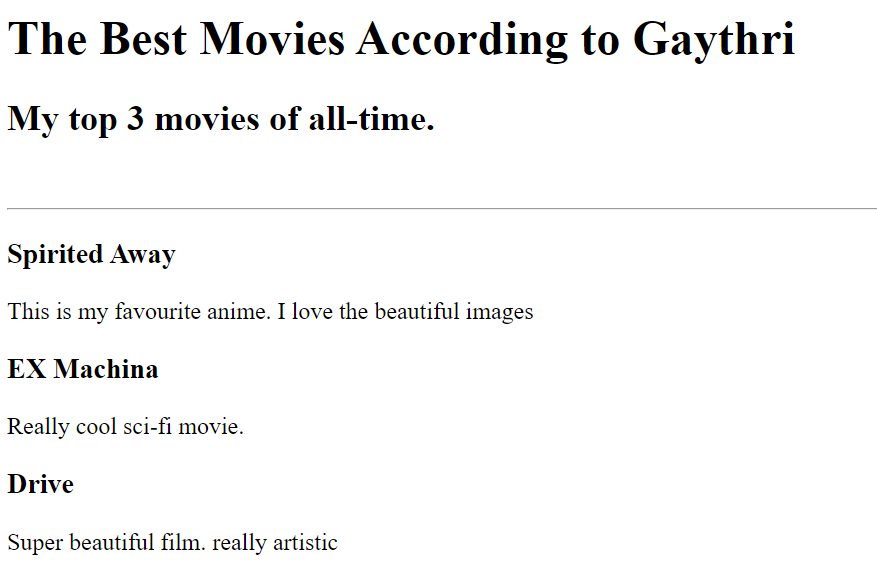 The Best Movies According to Gaythri
My top 3 movies of all-time.
Spirited Away
This is my favourite anime. I love the beautiful images
EX Machina
Really cool sci-fi movie.
Drive
Super beautiful film. really artistic